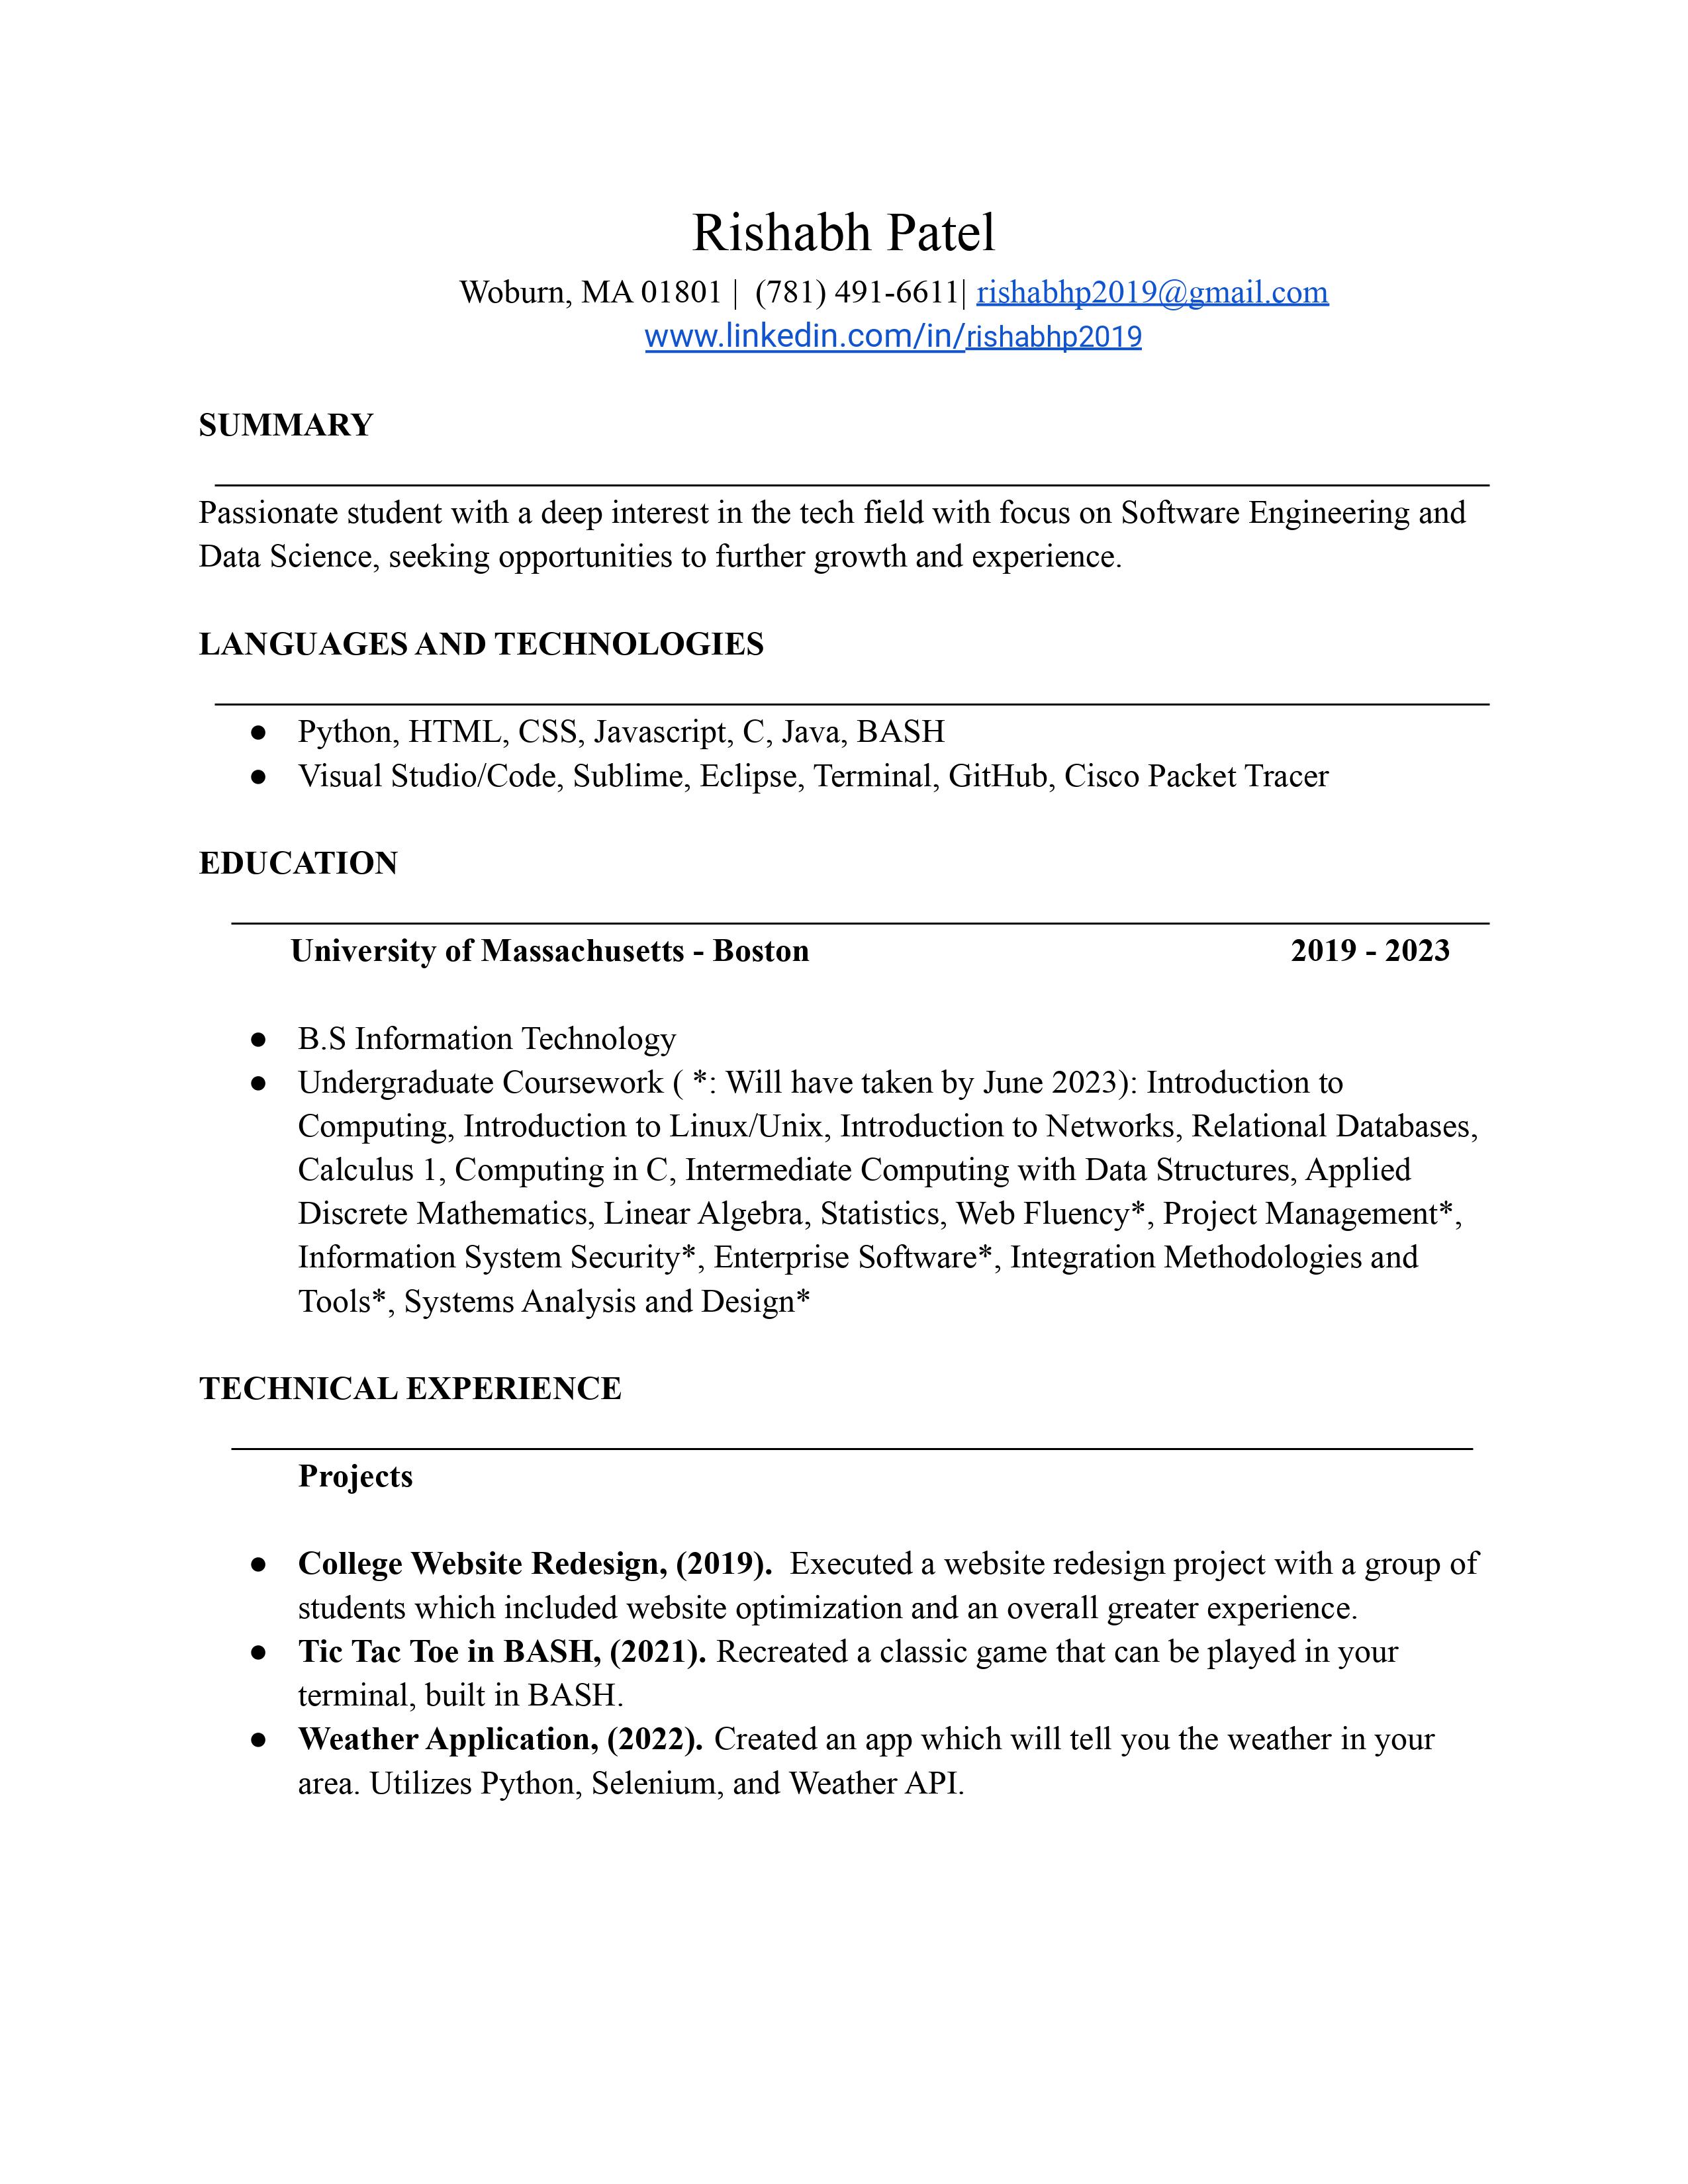 Rishabh Patel
Woburn, MA 01801 |  (781) 491-6611| rishabhp2019@gmail.com
www.linkedin.com/in/rishabhp2019
SUMMARY
Passionate student with a deep interest in the tech field with focus on Software Engineering and
Data Science, seeking opportunities to further growth and experience.
LANGUAGES AND TECHNOLOGIES
● Python, HTML, CSS, Javascript, C, Java, BASH
● Visual Studio/Code, Sublime, Eclipse, Terminal, GitHub, Cisco Packet Tracer
EDUCATION
University of Massachusetts - Boston 2019 - 2023
● B.S Information Technology
● Undergraduate Coursework ( *: Will have taken by June 2023): Introduction to
Computing, Introduction to Linux/Unix, Introduction to Networks, Relational Databases,
Calculus 1, Computing in C, Intermediate Computing with Data Structures, Applied
Discrete Mathematics, Linear Algebra, Statistics, Web Fluency*, Project Management*,
Information System Security*, Enterprise Software*, Integration Methodologies and
Tools*, Systems Analysis and Design*
TECHNICAL EXPERIENCE
Projects
● College Website Redesign, (2019).  Executed a website redesign project with a group of
students which included website optimization and an overall greater experience.
● Tic Tac Toe in BASH, (2021). Recreated a classic game that can be played in your
terminal, built in BASH.
● Weather Application, (2022). Created an app which will tell you the weather in your
area. Utilizes Python, Selenium, and Weather API.